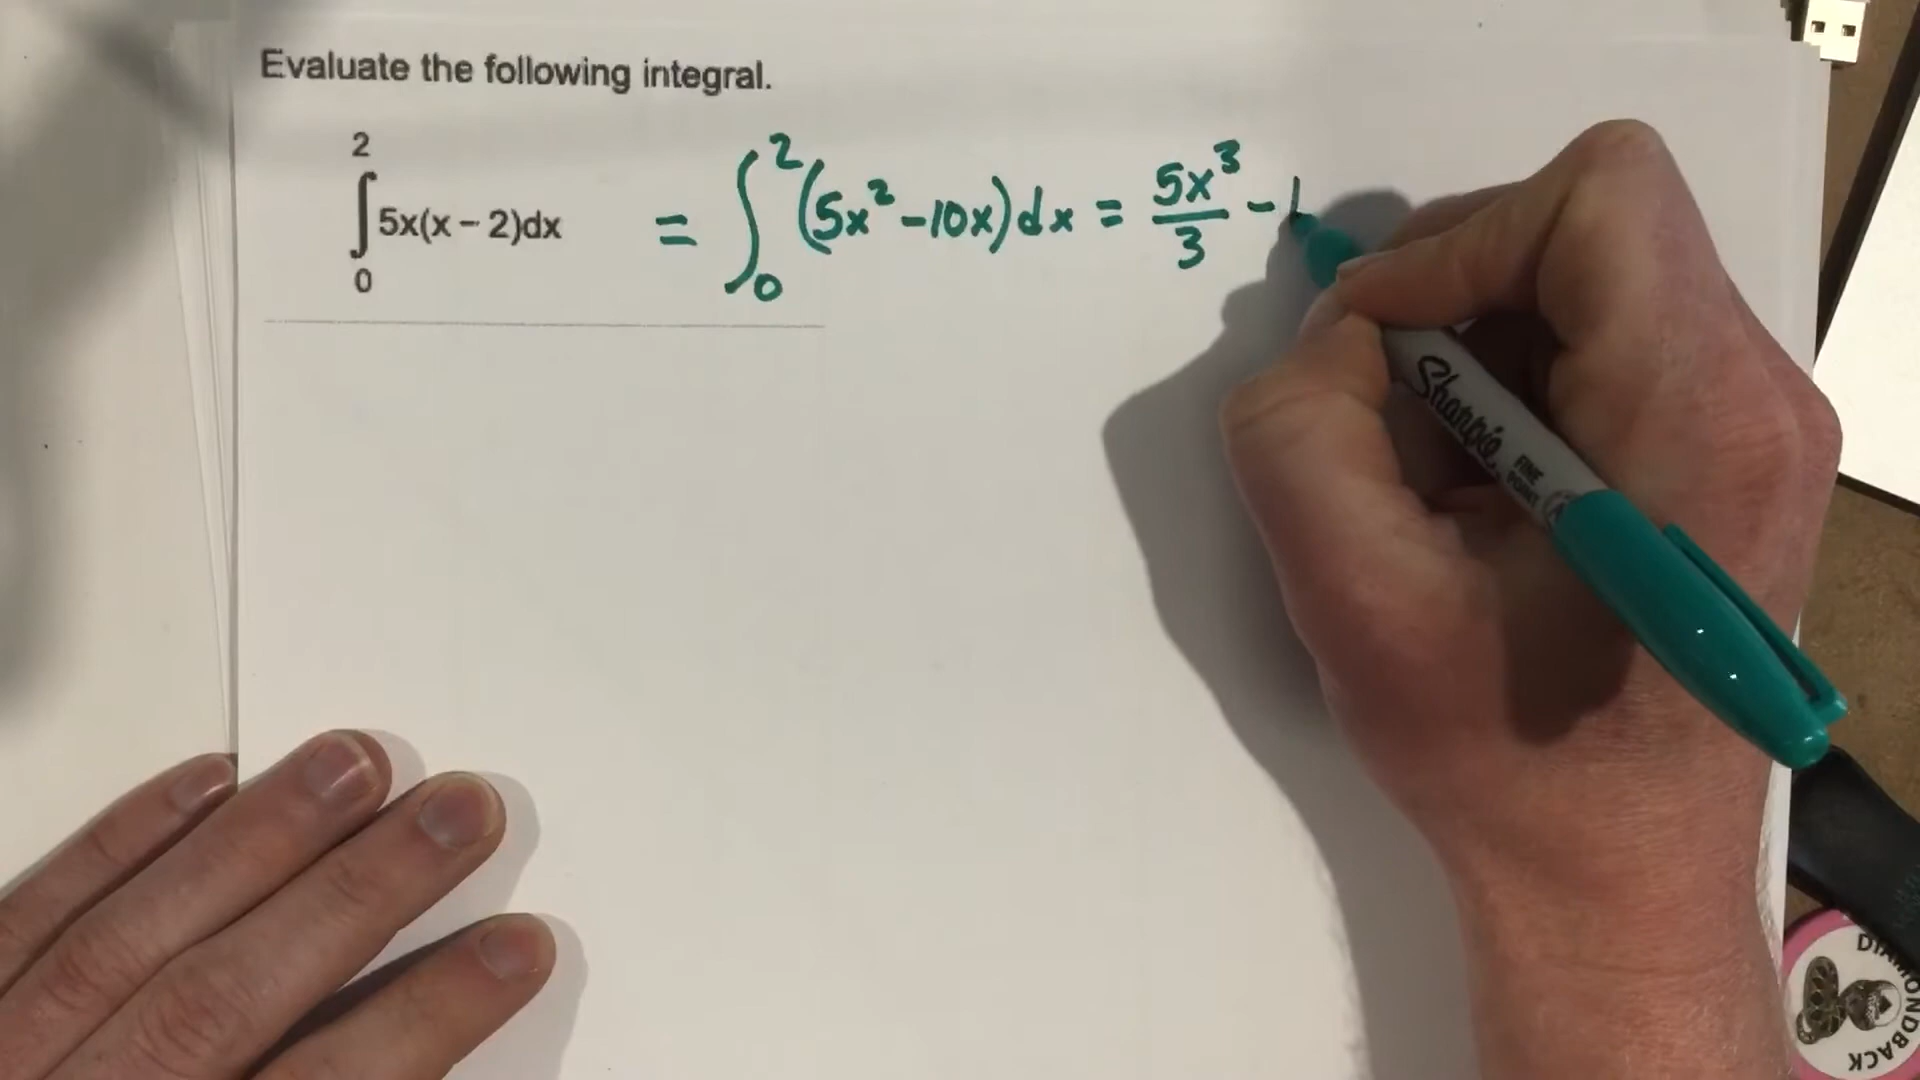 Evaluate the following integral.
2
∫ 5x(x – 2)dx
0
= ∫₀² (5x² – 10x) dx = 5x³/3 – 1
Sharpie
FINE
POINT
DIAMONDBACK